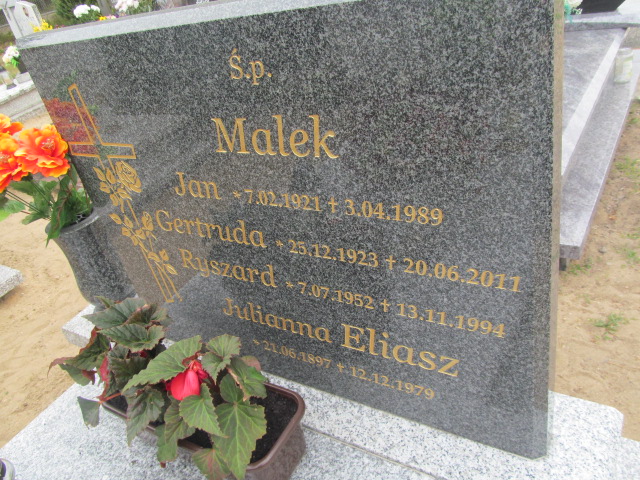 Ś.p.
Malek
Jan *7.02.1921 ✝ 3.04.1989
Gertruda *25.12.1923 ✝ 20.06.2011
Ryszard *7.07.1952 ✝ 13.11.1994
Julianna Eliasz
*21.06.1897 ✝ 12.12.1979